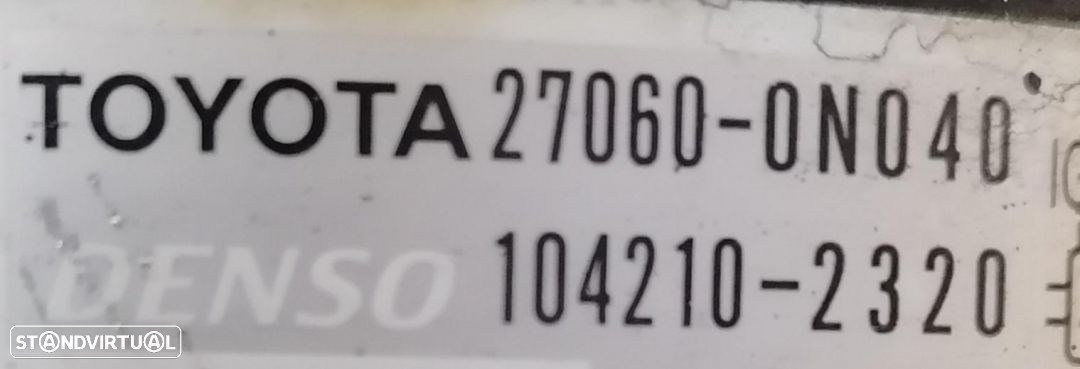 TOYOTA 27060-0N040
DENSO 104210-2320
STANDVIRTUAL